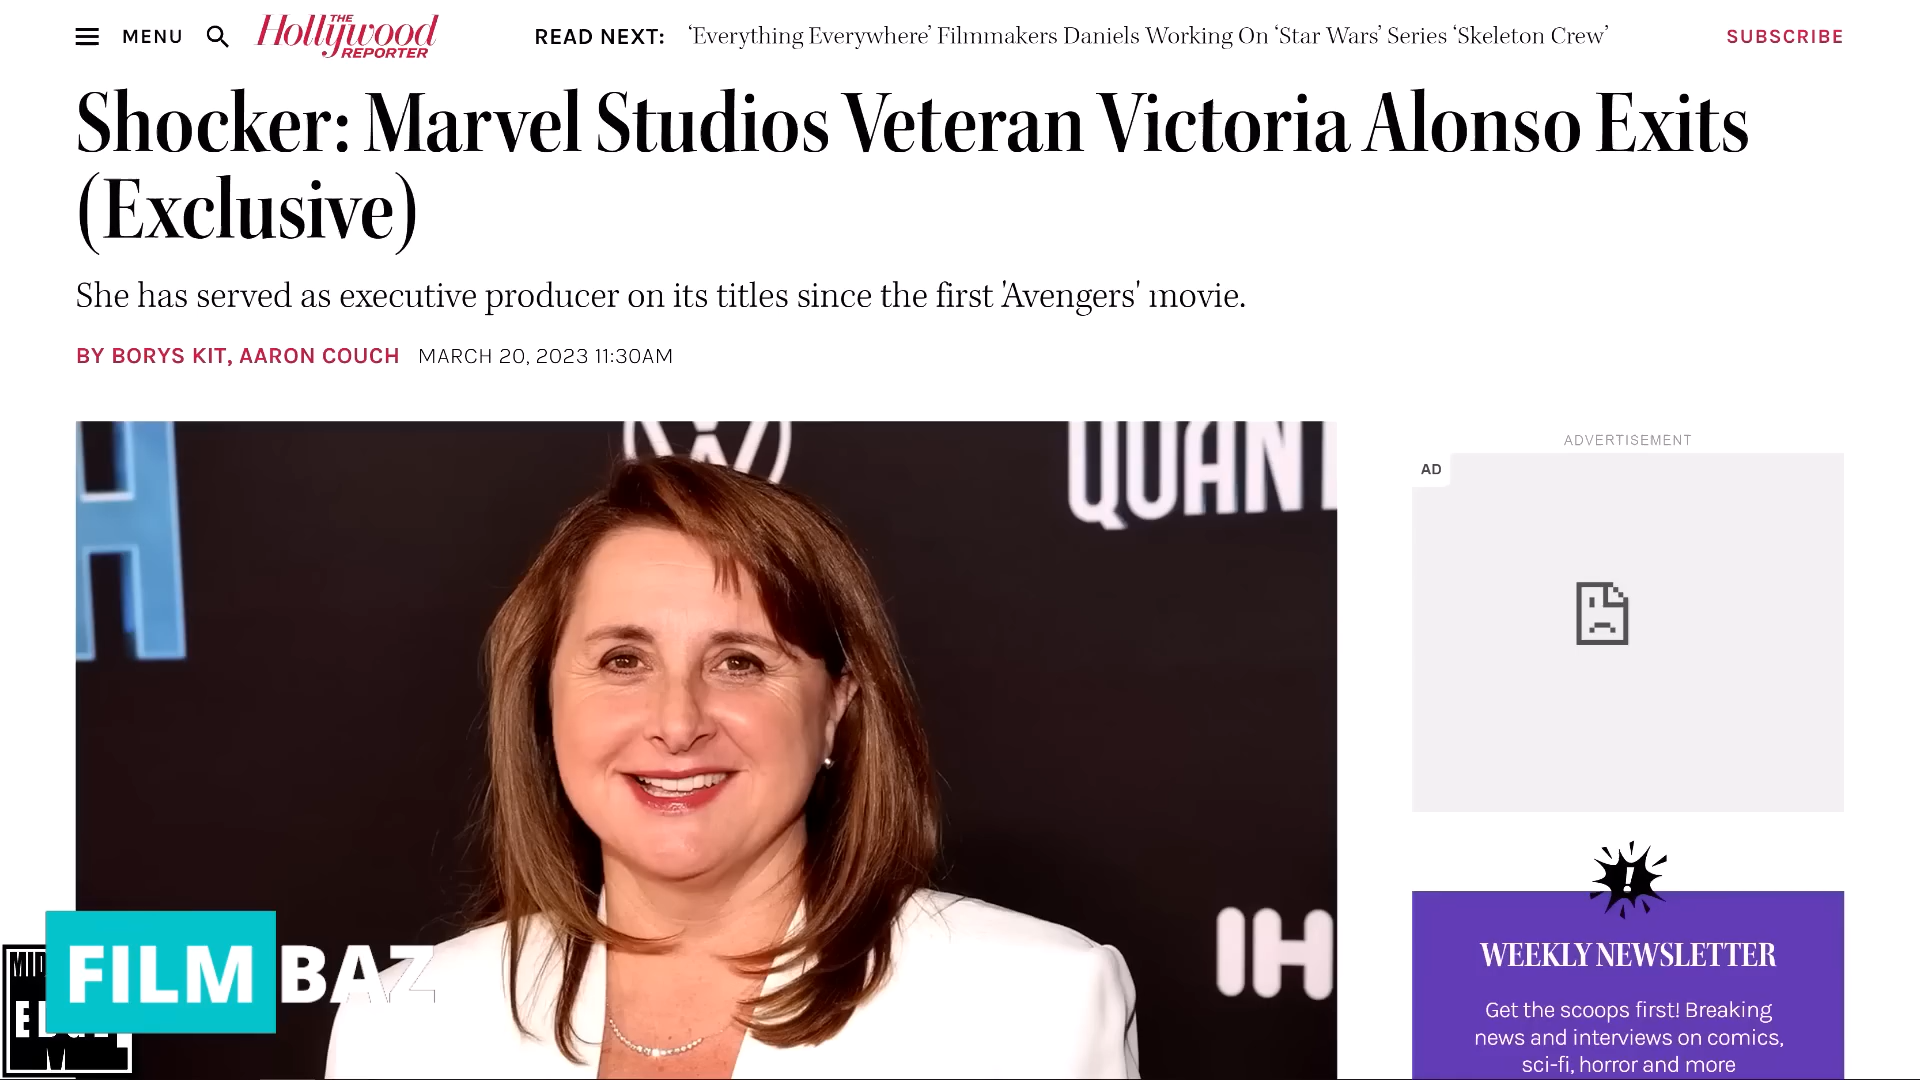 MENU
THE
Hollywood
REPORTER
READ NEXT: ‘Everything Everywhere’ Filmmakers Daniels Working On ‘Star Wars’ Series ‘Skeleton Crew’
SUBSCRIBE
Shocker: Marvel Studios Veteran Victoria Alonso Exits
(Exclusive)
She has served as executive producer on its titles since the first 'Avengers' movie.
BY BORYS KIT, AARON COUCH MARCH 20, 2023 11:30AM
H
QUANT
IH
ADVERTISEMENT
AD
!
WEEKLY NEWSLETTER
Get the scoops first! Breaking
news and interviews on comics,
sci-fi, horror and more
FILM BAZ